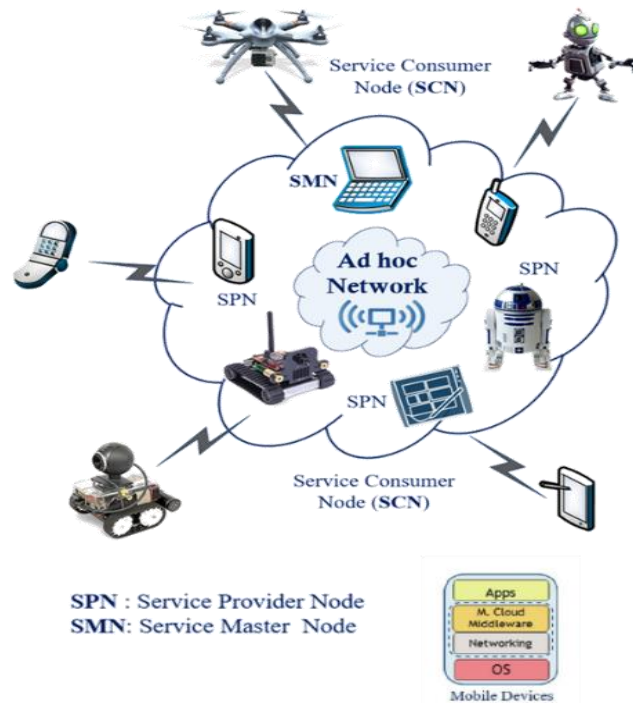 Service Consumer
Node (SCN)
SMN
Ad hoc
Network
SPN
SPN
SPN
Service Consumer
Node (SCN)
SPN : Service Provider Node
SMN: Service Master Node
Apps
M. Cloud
Middleware
Networking
OS
Mobile Devices